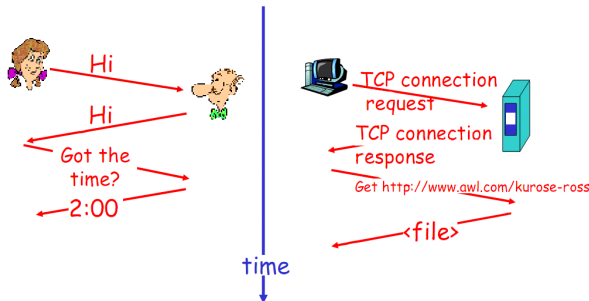 Hi
Hi
Got the
time?
2:00
TCP connection
request
TCP connection
response
Get http://www.awl.com/kurose-ross
<file>
time